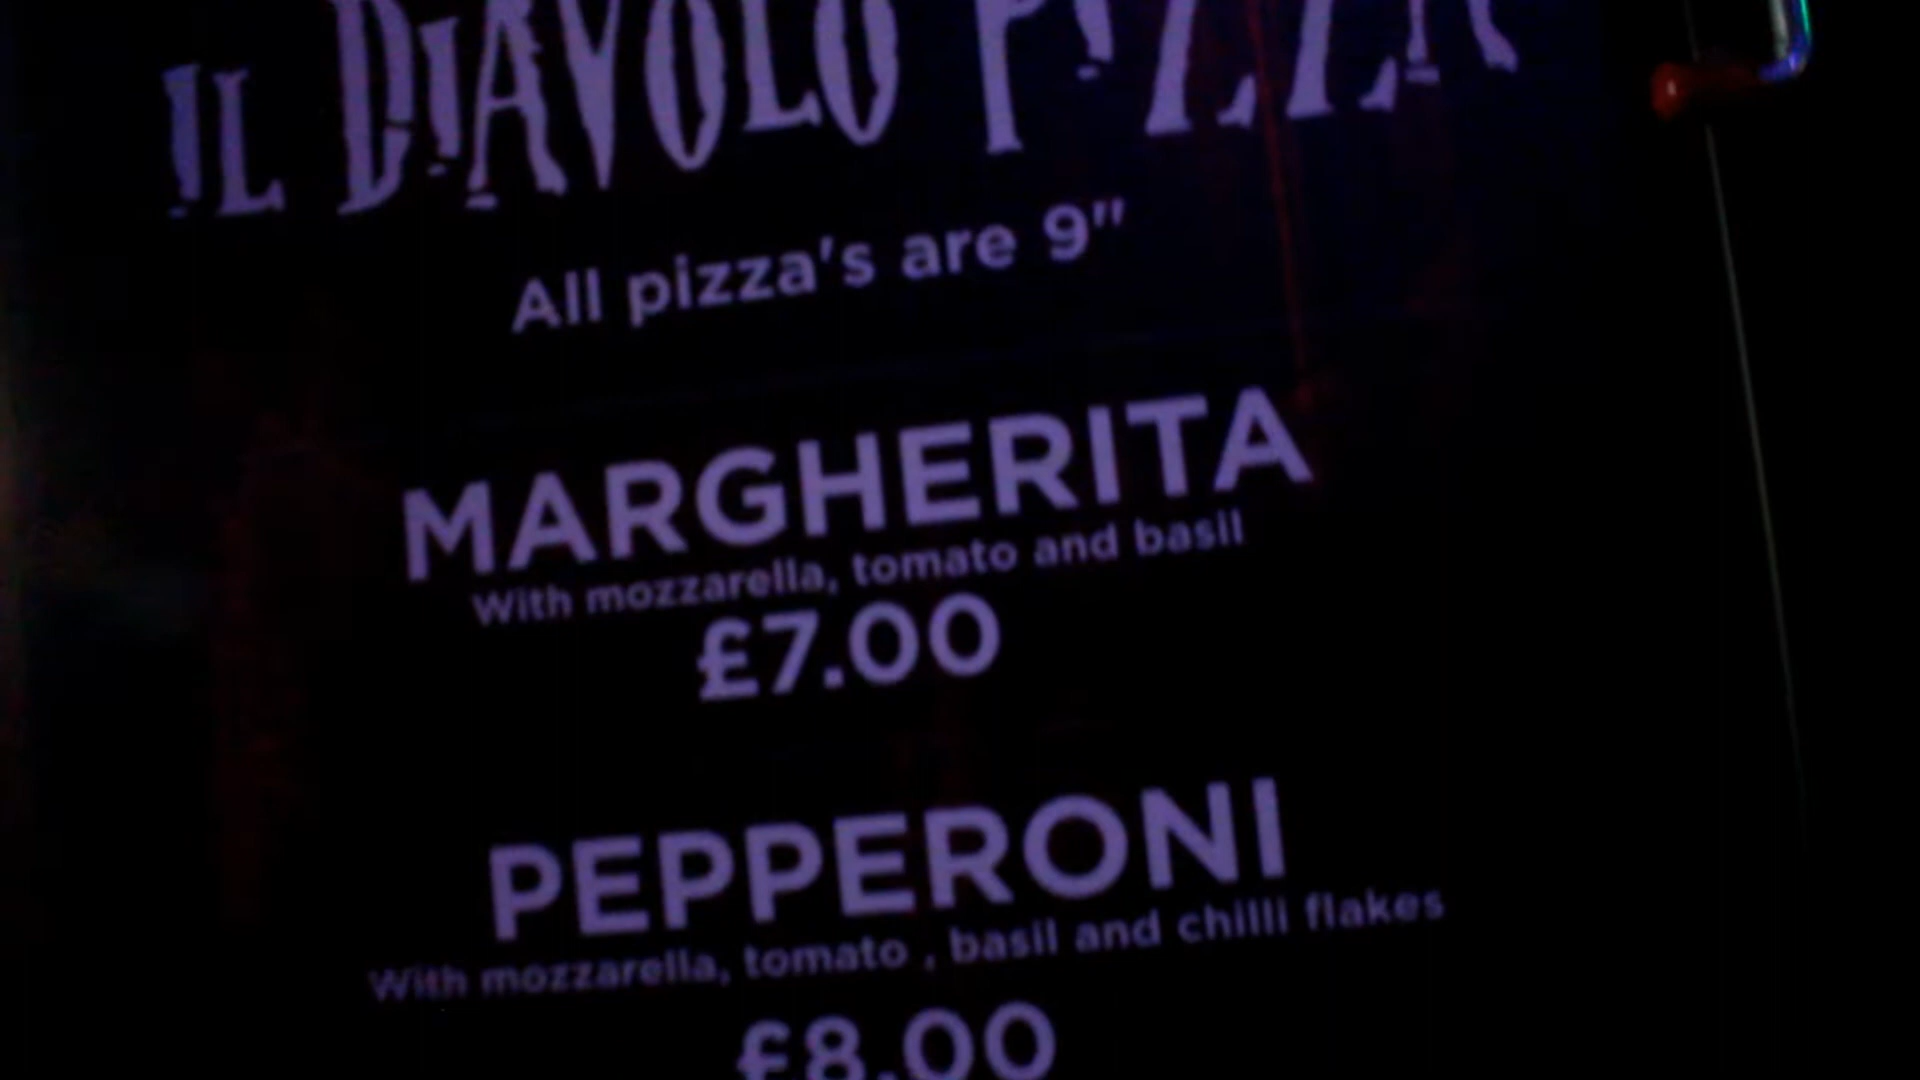 IL DIAVOLO PIZZA
All pizza's are 9"
MARGHERITA
With mozzarella, tomato and basil
£7.00
PEPPERONI
With mozzarella, tomato , basil and chilli flakes
£8.00